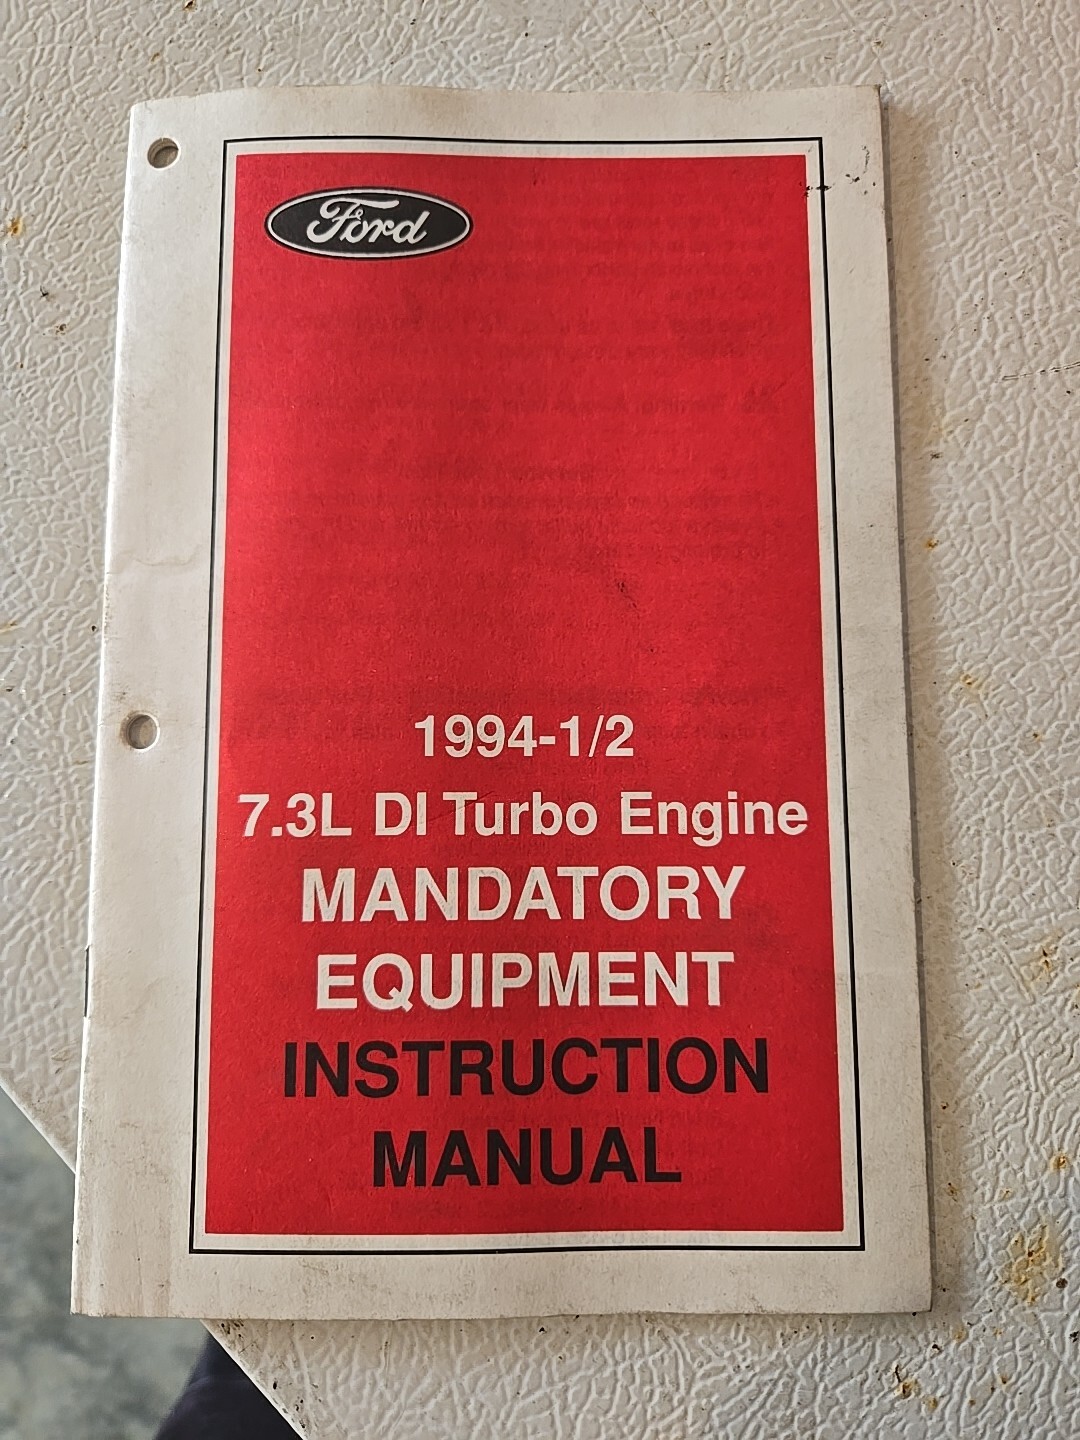 Ford
1994-1/2
7.3L DI Turbo Engine
MANDATORY
EQUIPMENT
INSTRUCTION
MANUAL